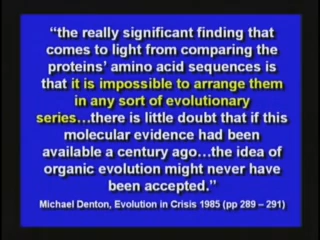 “the really significant finding that
comes to light from comparing the
proteins’ amino acid sequences is
that it is impossible to arrange them
in any sort of evolutionary
series…there is little doubt that if this
molecular evidence had been
available a century ago…the idea of
organic evolution might never have
been accepted.”
Michael Denton, Evolution in Crisis 1985 (pp 289 – 291)